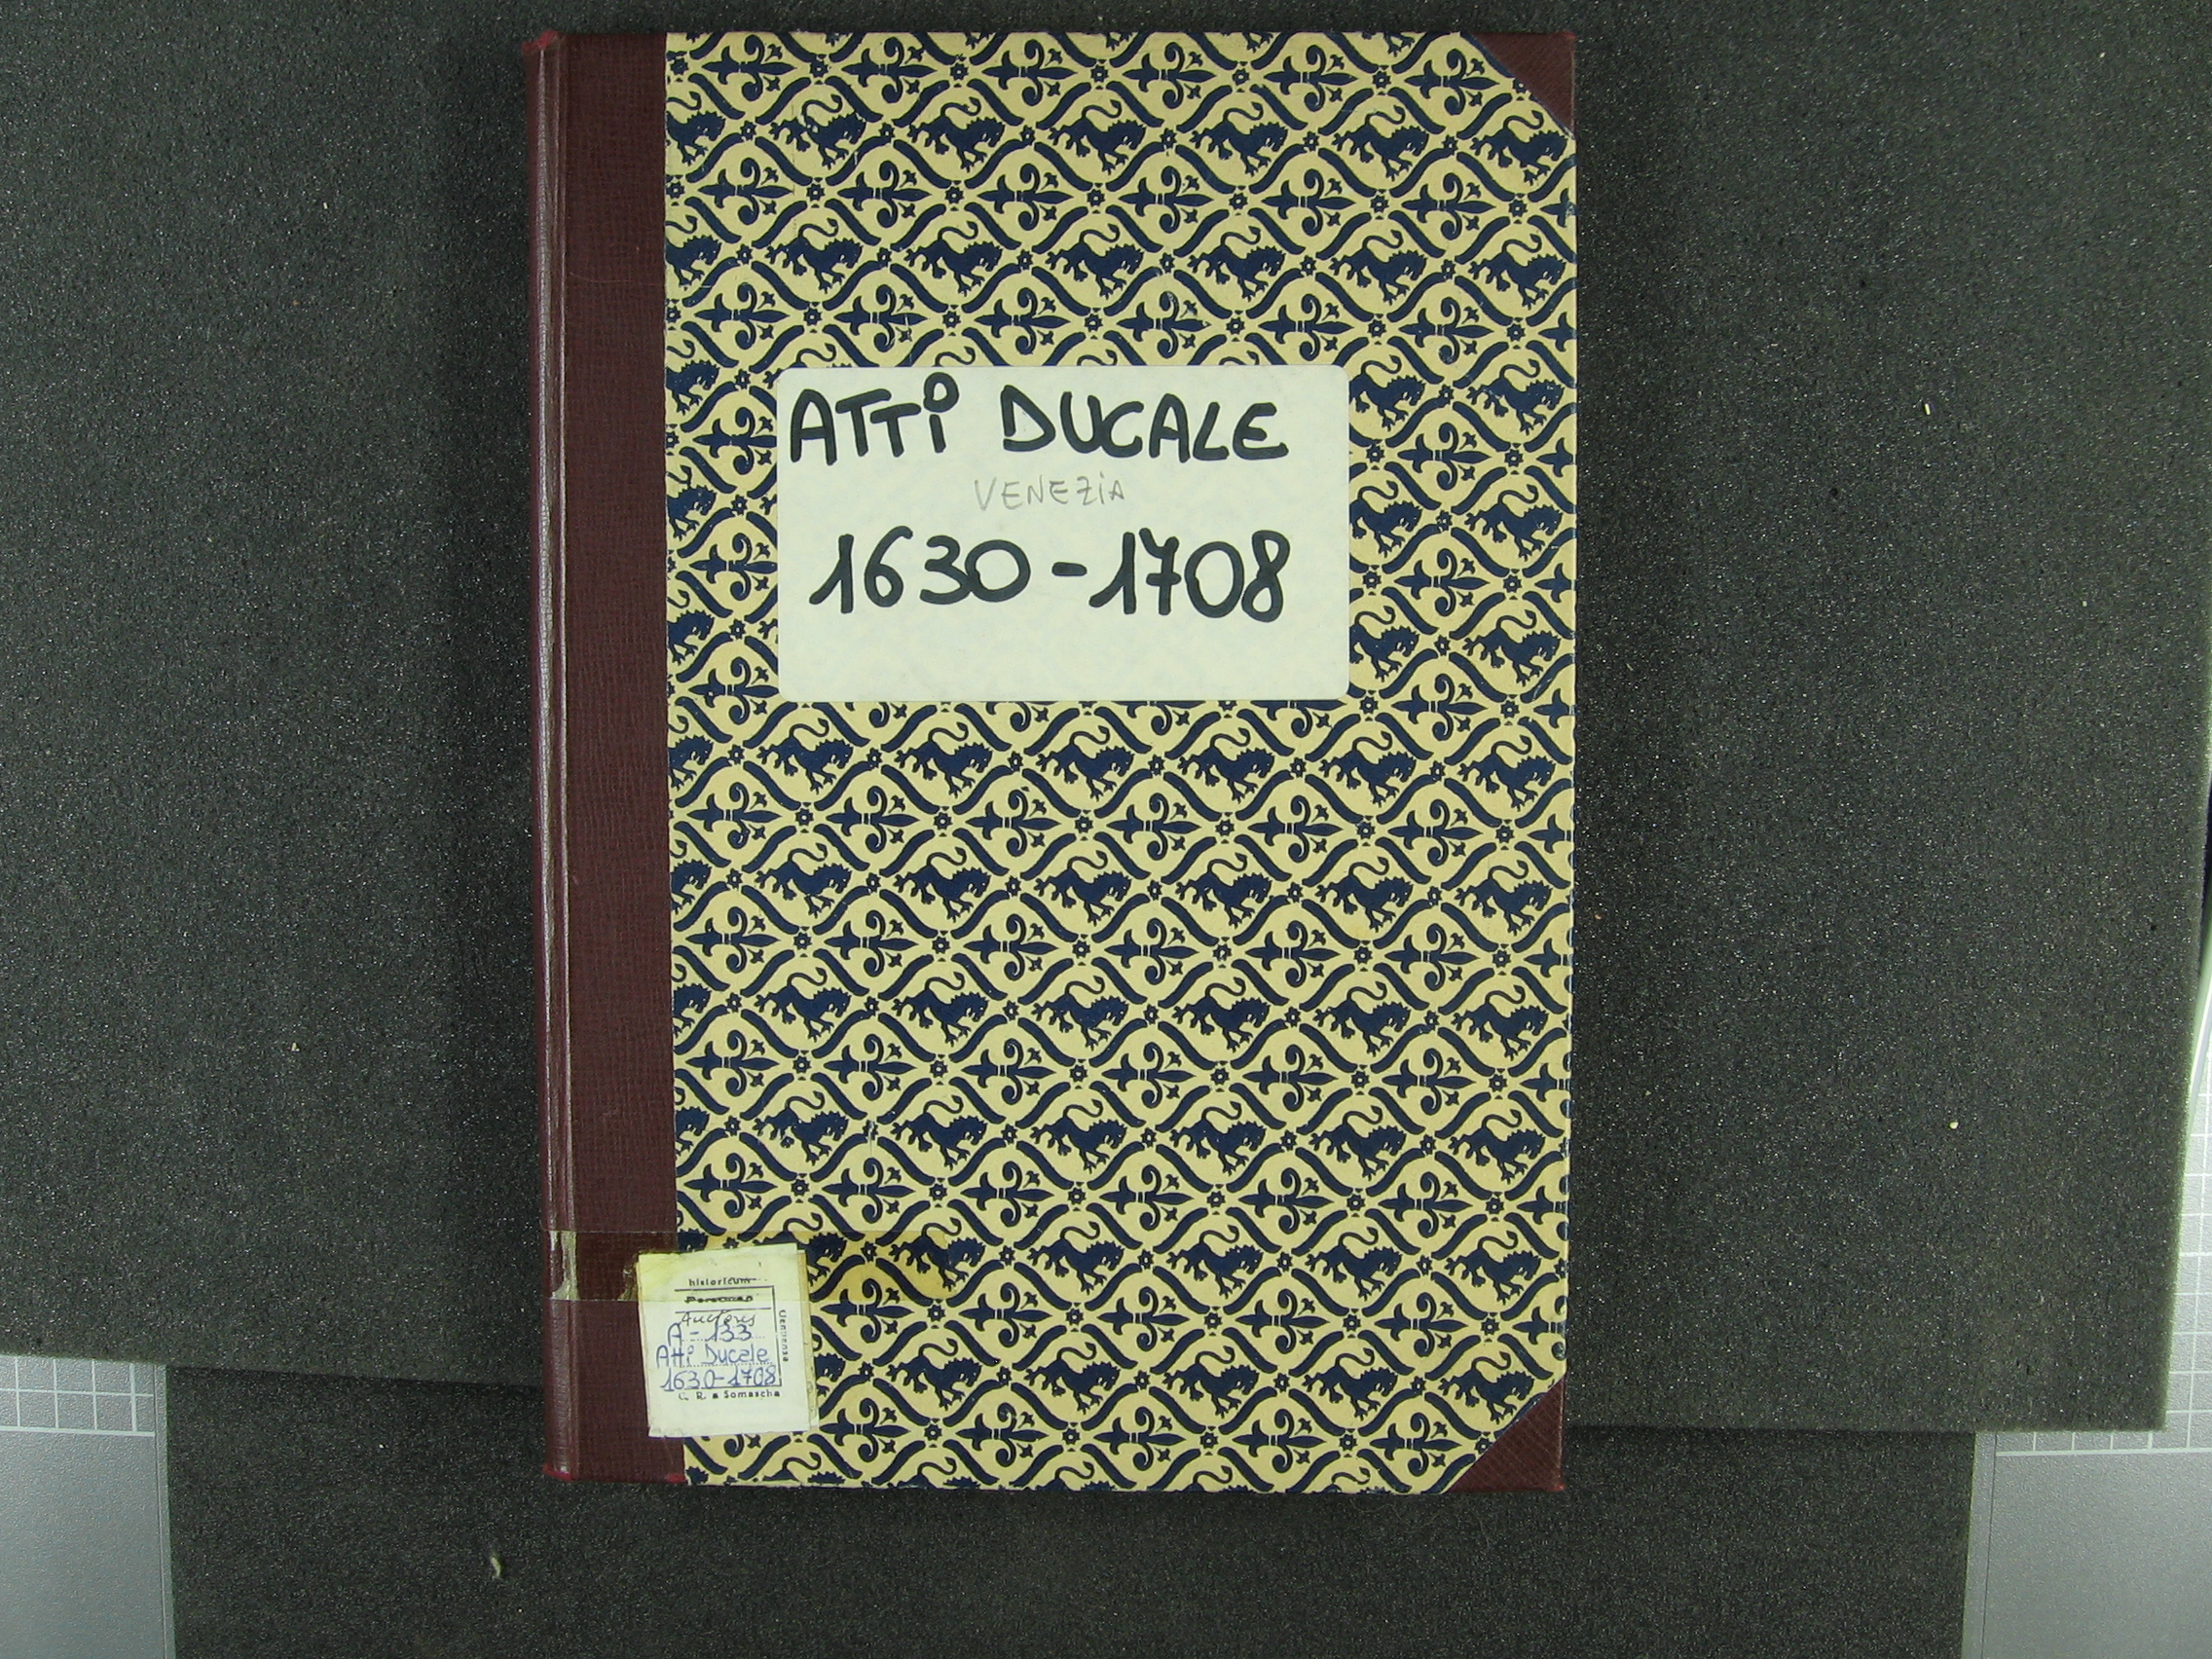 ATTi DUCALE
VENEZiA
1630-1708
historicum
Auctores
A-133
Atti Ducale
1630-1708
C. R. a Somascha